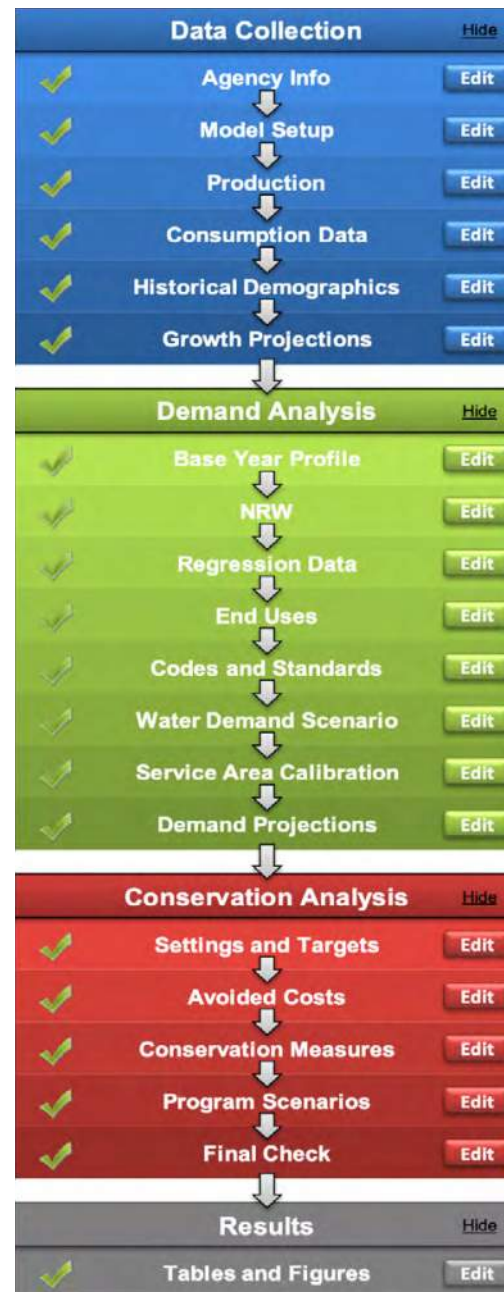 Data Collection Hide
Agency Info Edit
Model Setup Edit
Production Edit
Consumption Data Edit
Historical Demographics Edit
Growth Projections Edit
Demand Analysis Hide
Base Year Profile Edit
NRW Edit
Regression Data Edit
End Uses Edit
Codes and Standards Edit
Water Demand Scenario Edit
Service Area Calibration Edit
Demand Projections Edit
Conservation Analysis Hide
Settings and Targets Edit
Avoided Costs Edit
Conservation Measures Edit
Program Scenarios Edit
Final Check Edit
Results Hide
Tables and Figures Edit